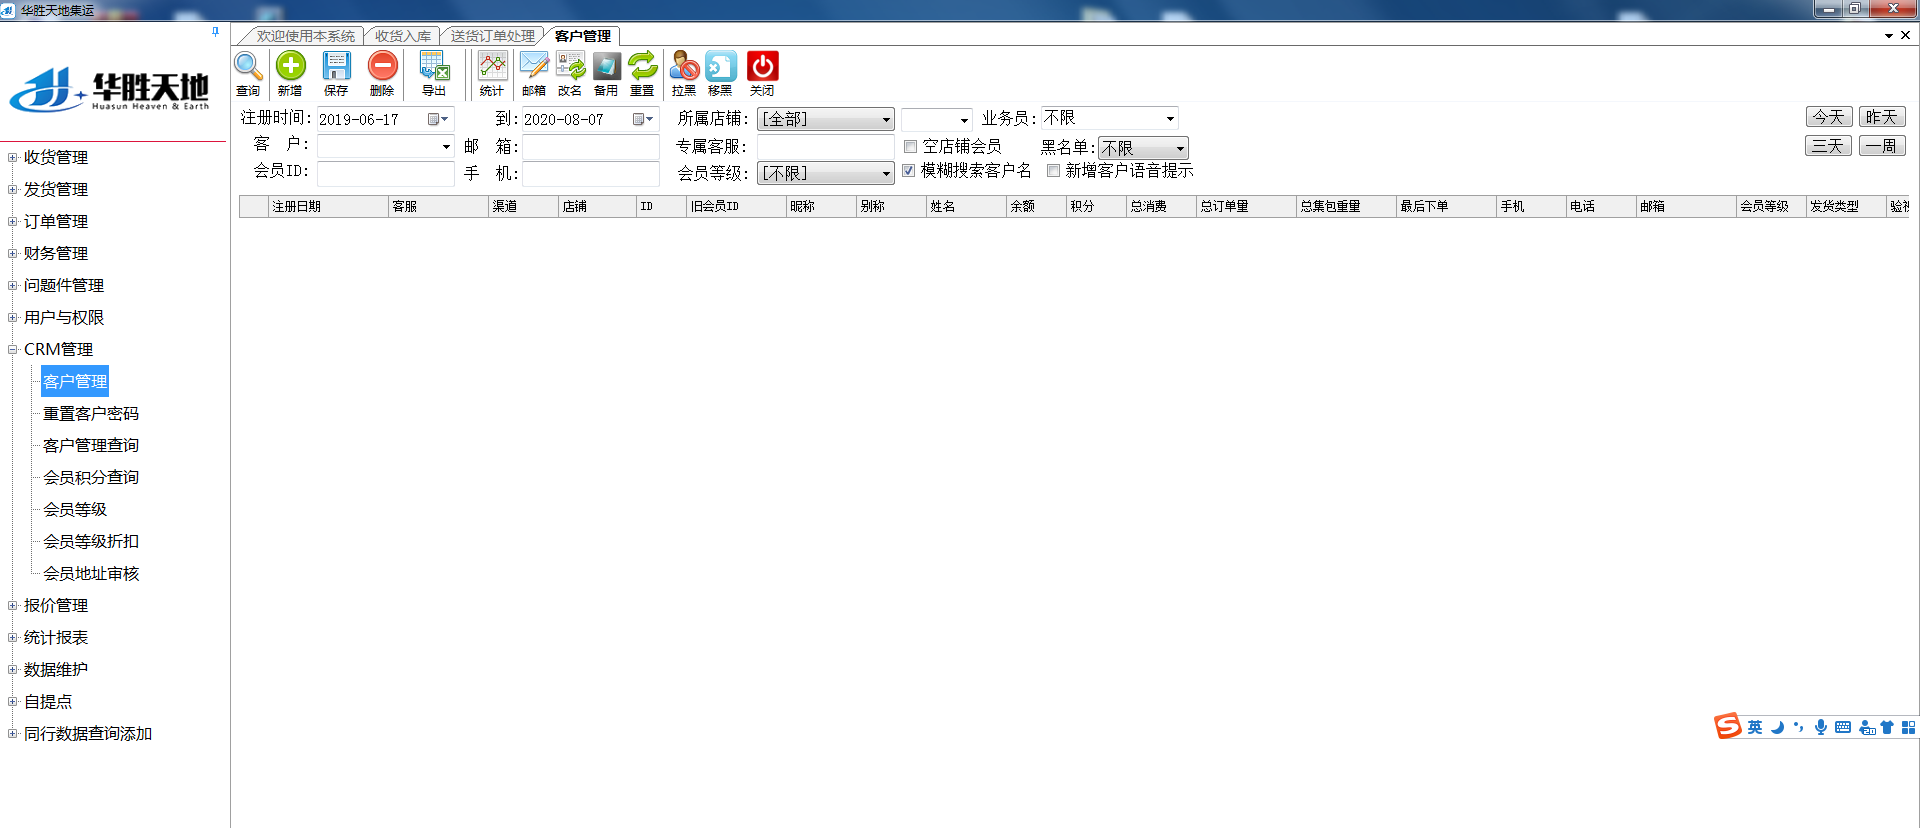 华胜天地集运
华胜天地
Huasun Heaven & Earth
收货管理
发货管理
订单管理
财务管理
问题件管理
用户与权限
CRM管理
客户管理
重置客户密码
客户管理查询
会员积分查询
会员等级
会员等级折扣
会员地址审核
报价管理
统计报表
数据维护
自提点
同行数据查询添加
欢迎使用本系统 收货入库 送货订单处理 客户管理
查询 新增 保存 删除 导出 统计 邮箱 改名 备用 重置 拉黑 移黑 关闭
注册时间: 2019-06-17 到: 2020-08-07 所属店铺: [全部] 业务员: 不限 今天 昨天
客 户: 邮 箱: 专属客服: 空店铺会员 黑名单: 不限 三天 一周
会员ID: 手 机: 会员等级: [不限] 模糊搜索客户名 新增客户语音提示
注册日期 客服 渠道 店铺 ID 旧会员ID 昵称 别称 姓名 余额 积分 总消费 总订单量 总集包重量 最后下单 手机 电话 邮箱 会员等级 发货类型
英